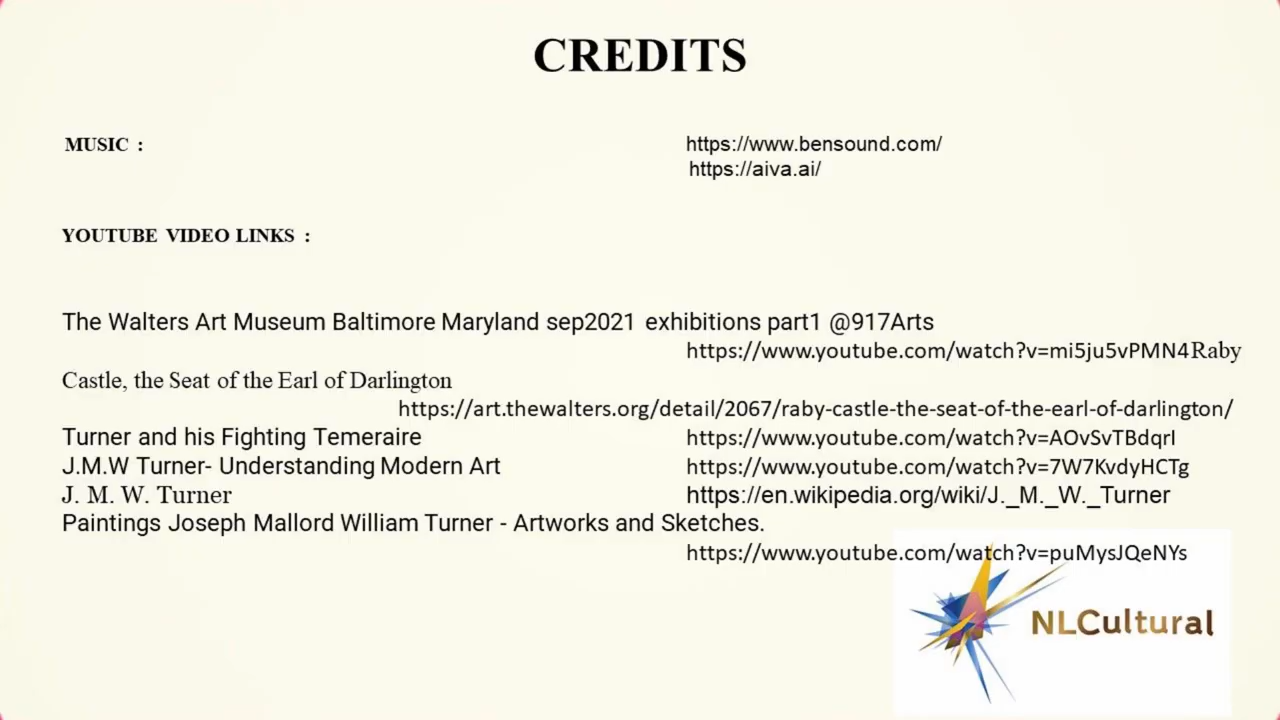 CREDITS
MUSIC : https://www.bensound.com/
https://aiva.ai/
YOUTUBE VIDEO LINKS :
The Walters Art Museum Baltimore Maryland sep2021 exhibitions part1 @917Arts
https://www.youtube.com/watch?v=mi5ju5vPMN4Raby
Castle, the Seat of the Earl of Darlington
https://art.thewalters.org/detail/2067/raby-castle-the-seat-of-the-earl-of-darlington/
Turner and his Fighting Temeraire https://www.youtube.com/watch?v=AOvSvTBdqrI
J.M.W Turner- Understanding Modern Art https://www.youtube.com/watch?v=7W7KvdyHCTg
J. M. W. Turner https://en.wikipedia.org/wiki/J._M._W._Turner
Paintings Joseph Mallord William Turner - Artworks and Sketches.
https://www.youtube.com/watch?v=puMysJQeNYs
NLCultural